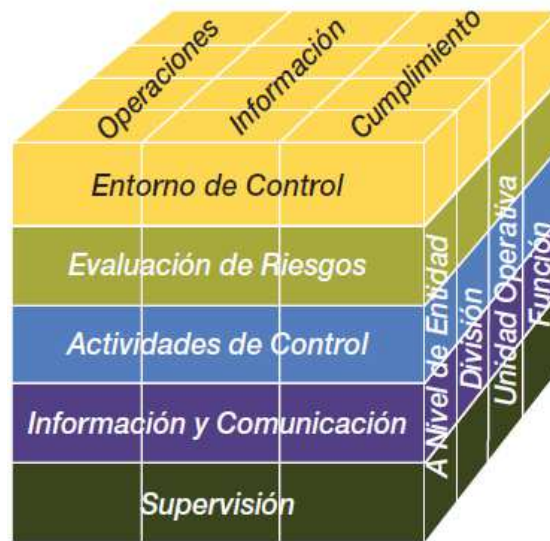 Operaciones
Información
Cumplimiento
Entorno de Control
Evaluación de Riesgos
Actividades de Control
Información y Comunicación
Supervisión
A Nivel de Entidad
División
Unidad Operativa
Función